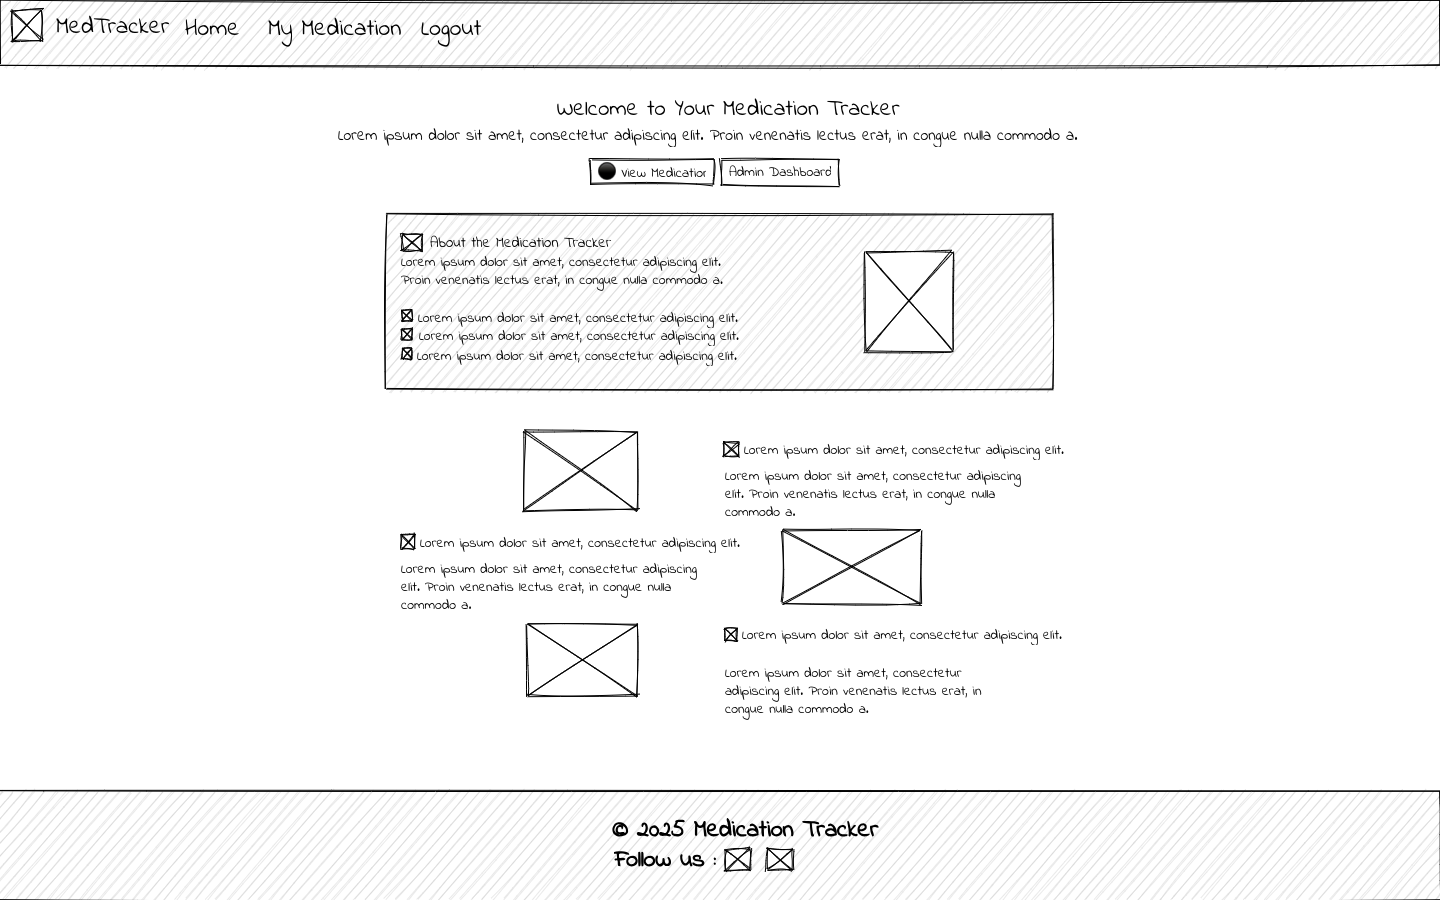 MedTracker Home My Medication Logout
Welcome to Your Medication Tracker
Lorem ipsum dolor sit amet, consectetur adipiscing elit. Proin venenatis lectus erat, in congue nulla commodo a.
View Medication Admin Dashboard
About the Medication Tracker
Lorem ipsum dolor sit amet, consectetur adipiscing elit.
Proin venenatis lectus erat, in congue nulla commodo a.
Lorem ipsum dolor sit amet, consectetur adipiscing elit.
Lorem ipsum dolor sit amet, consectetur adipiscing elit.
Lorem ipsum dolor sit amet, consectetur adipiscing elit.
Lorem ipsum dolor sit amet, consectetur adipiscing elit.
Lorem ipsum dolor sit amet, consectetur adipiscing
elit. Proin venenatis lectus erat, in congue nulla
commodo a.
Lorem ipsum dolor sit amet, consectetur adipiscing elit.
Lorem ipsum dolor sit amet, consectetur adipiscing
elit. Proin venenatis lectus erat, in congue nulla
commodo a.
Lorem ipsum dolor sit amet, consectetur adipiscing elit.
Lorem ipsum dolor sit amet, consectetur
adipiscing elit. Proin venenatis lectus erat, in
congue nulla commodo a.
© 2025 Medication Tracker
Follow us :